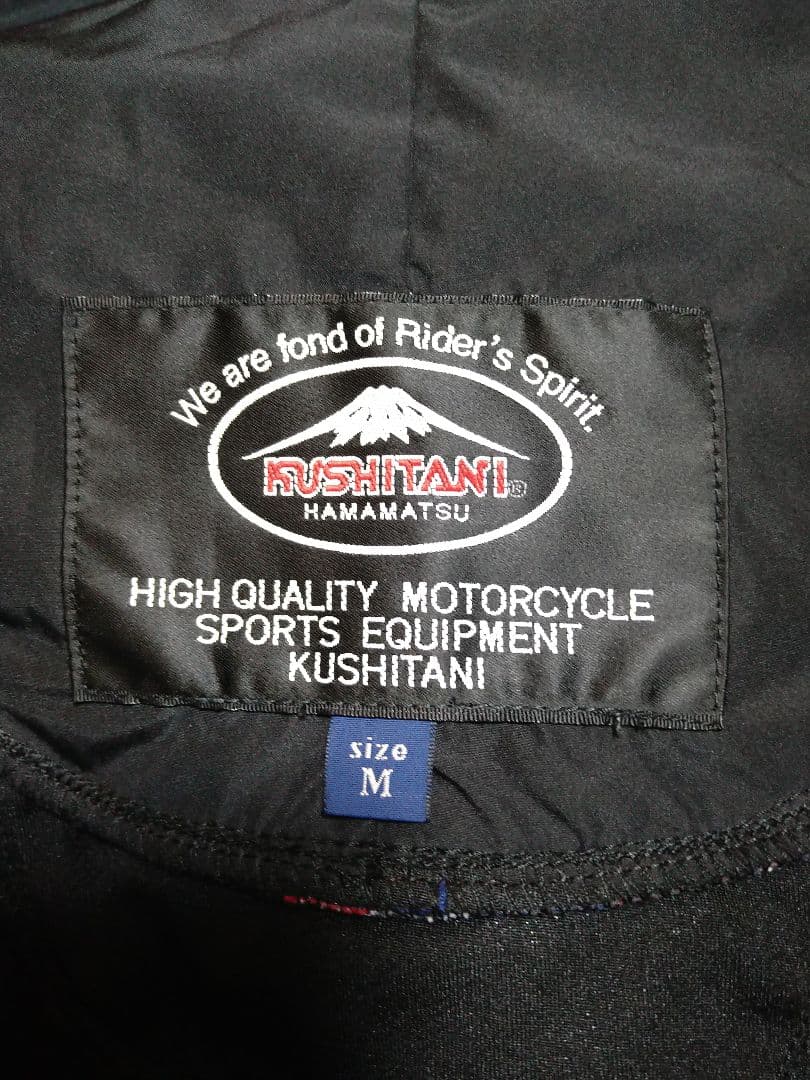 We are fond of Rider's Spirit.
KUSHITANI®
HAMAMATSU
HIGH QUALITY MOTORCYCLE
SPORTS EQUIPMENT
KUSHITANI
size
M